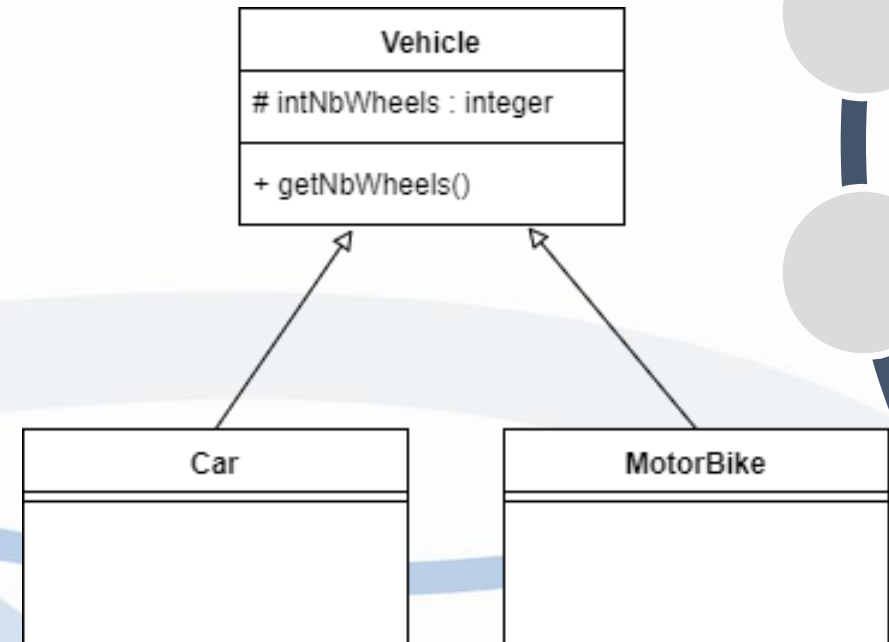 Vehicle
# intNbWheels : integer
+ getNbWheels()
Car
MotorBike